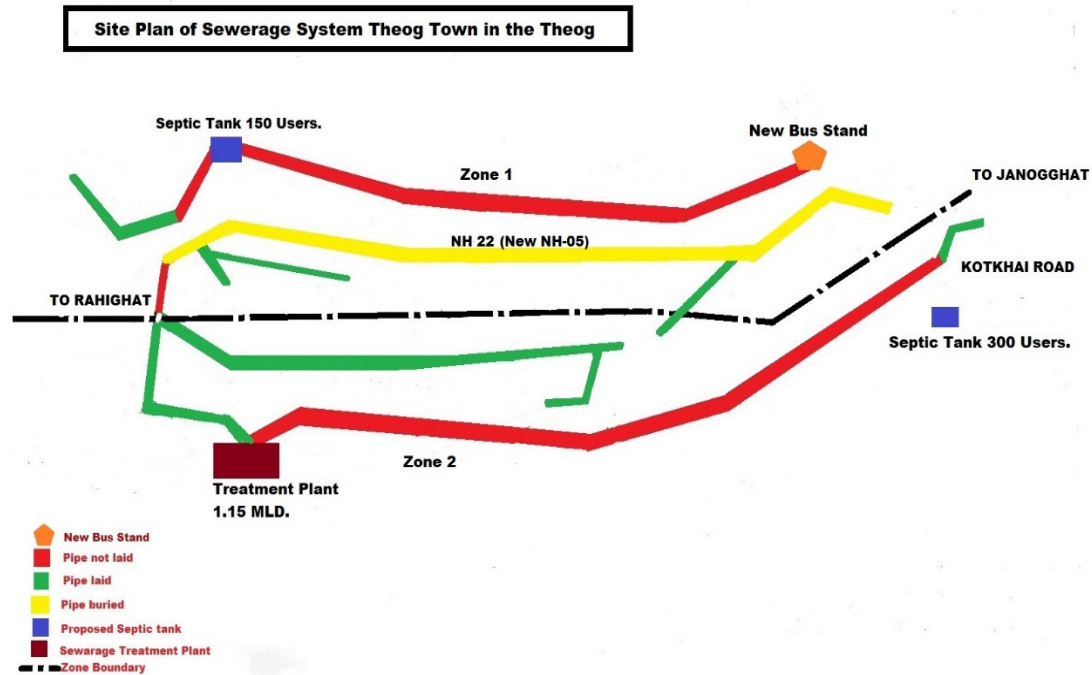 Site Plan of Sewerage System Theog Town in the Theog
Septic Tank 150 Users.
New Bus Stand
Zone 1
TO JANOGGHAT
NH 22 (New NH-05)
KOTKHAI ROAD
TO RAHIGHAT
Septic Tank 300 Users.
Zone 2
Treatment Plant
1.15 MLD.
New Bus Stand
Pipe not laid
Pipe laid
Pipe buried
Proposed Septic tank
Sewarage Treatment Plant
Zone Boundary